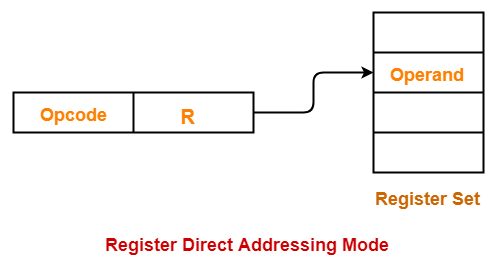 Opcode
R
Operand
Register Set
Register Direct Addressing Mode